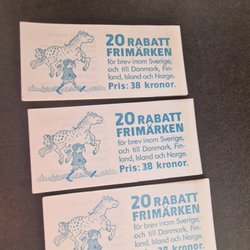 20 RABATT
FRIMÄRKEN
för brev inom Sverige,
och till Danmark, Fin-
land, Island och Norge.
Pris: 38 kronor.
20 RABATT
FRIMÄRKEN
för brev inom Sverige,
och till Danmark, Fin-
land, Island och Norge.
Pris: 38 kronor.
20 RABATT
FRIMÄRKEN
för brev inom Sverige,
och till Danmark, Fin-
land, Island och Norge.